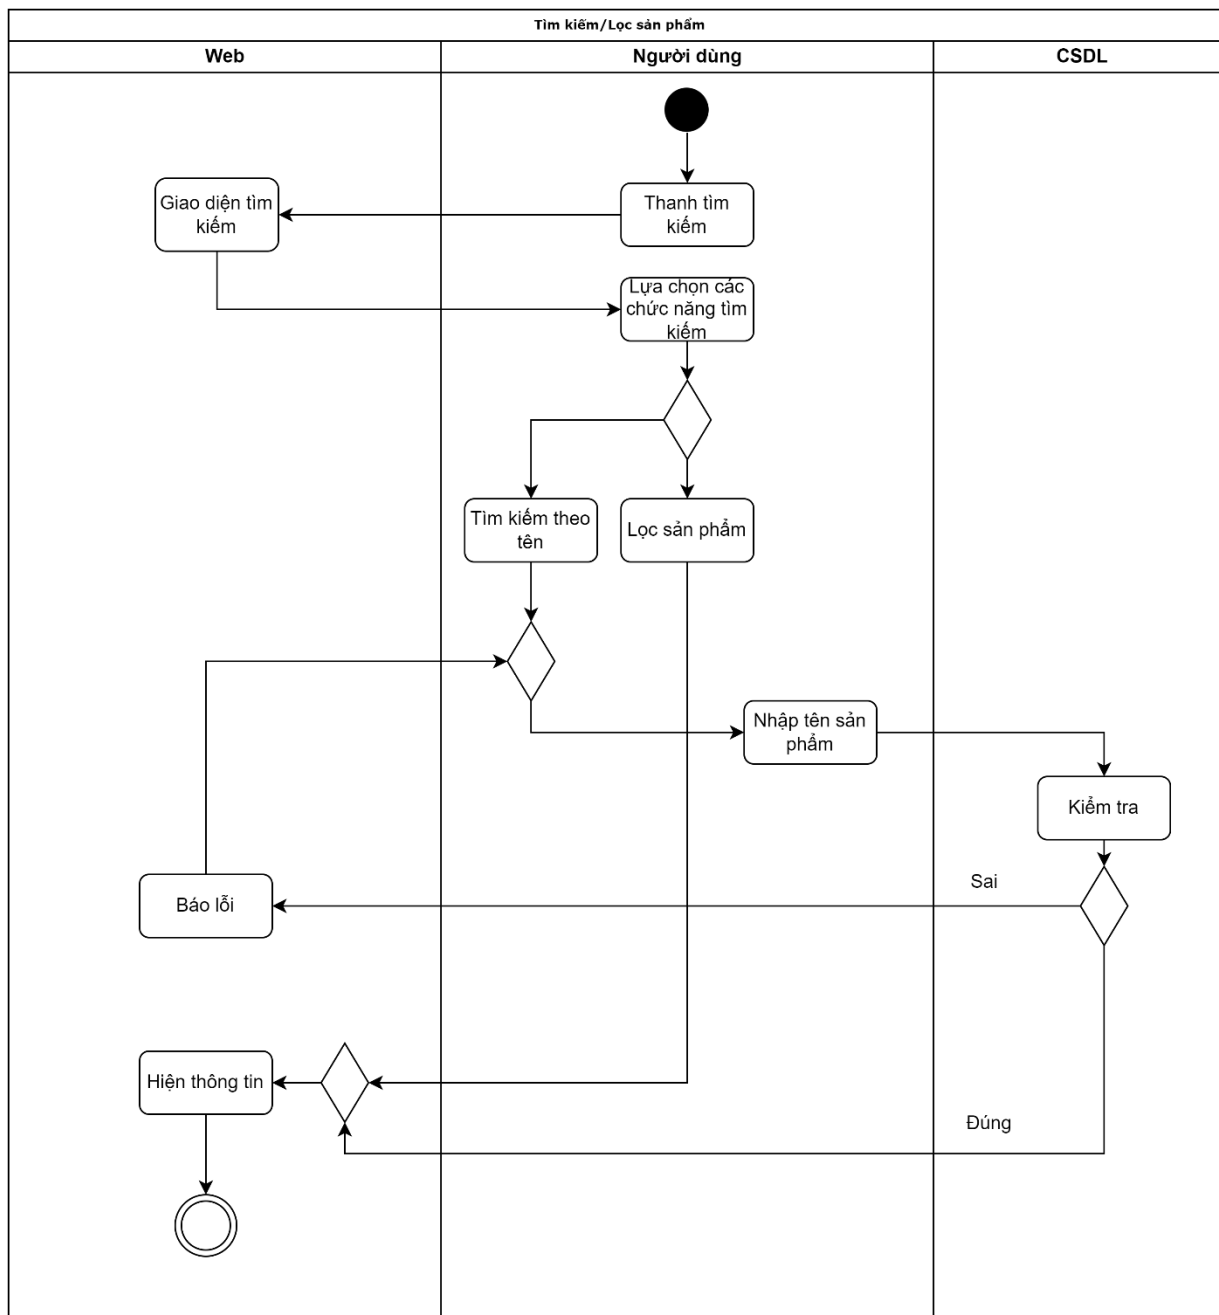 Tìm kiếm/Lọc sản phẩm
Web
Người dùng
CSDL
Giao diện tìm
kiếm
Thanh tìm
kiếm
Lựa chọn các
chức năng tìm
kiếm
Tìm kiếm theo
tên
Lọc sản phẩm
Nhập tên sản
phẩm
Kiểm tra
Sai
Báo lỗi
Hiện thông tin
Đúng